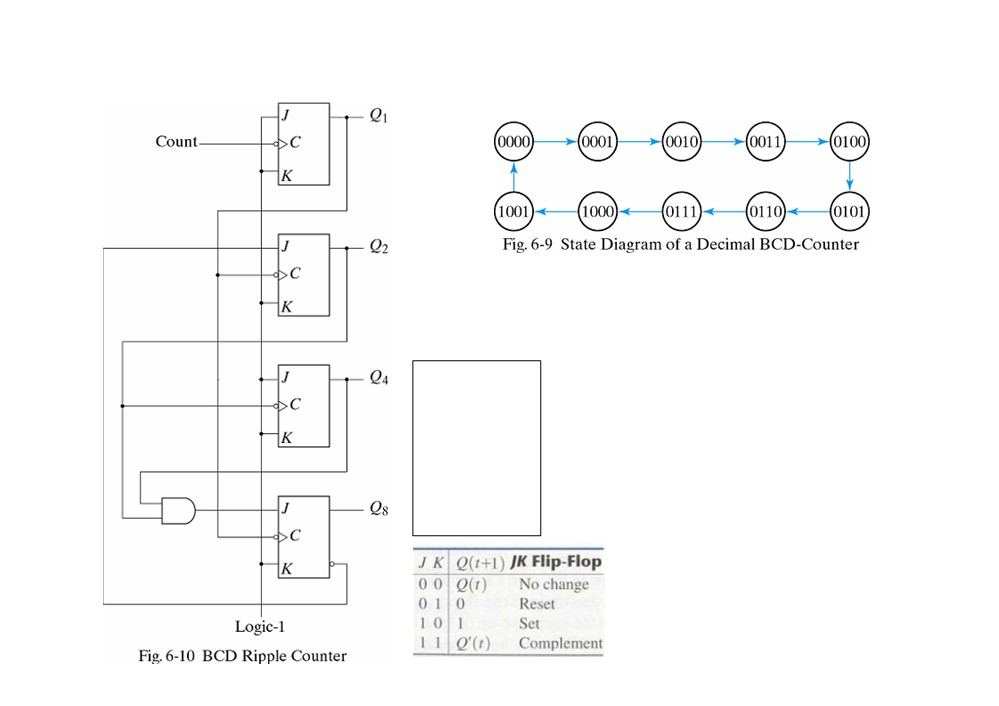 J
Q1
Count
C
K
J
Q2
C
K
J
Q4
C
K
J
Q8
C
K
Logic-1
Fig. 6-10 BCD Ripple Counter
0000 0001 0010 0011 0100
1001 1000 0111 0110 0101
Fig. 6-9 State Diagram of a Decimal BCD-Counter
J K Q(t+1) JK Flip-Flop
0 0 Q(t) No change
0 1 0 Reset
1 0 1 Set
1 1 Q'(t) Complement